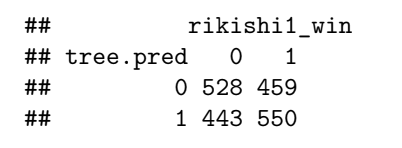 ##          rikishi1_win
## tree.pred   0   1
##         0 528 459
##         1 443 550